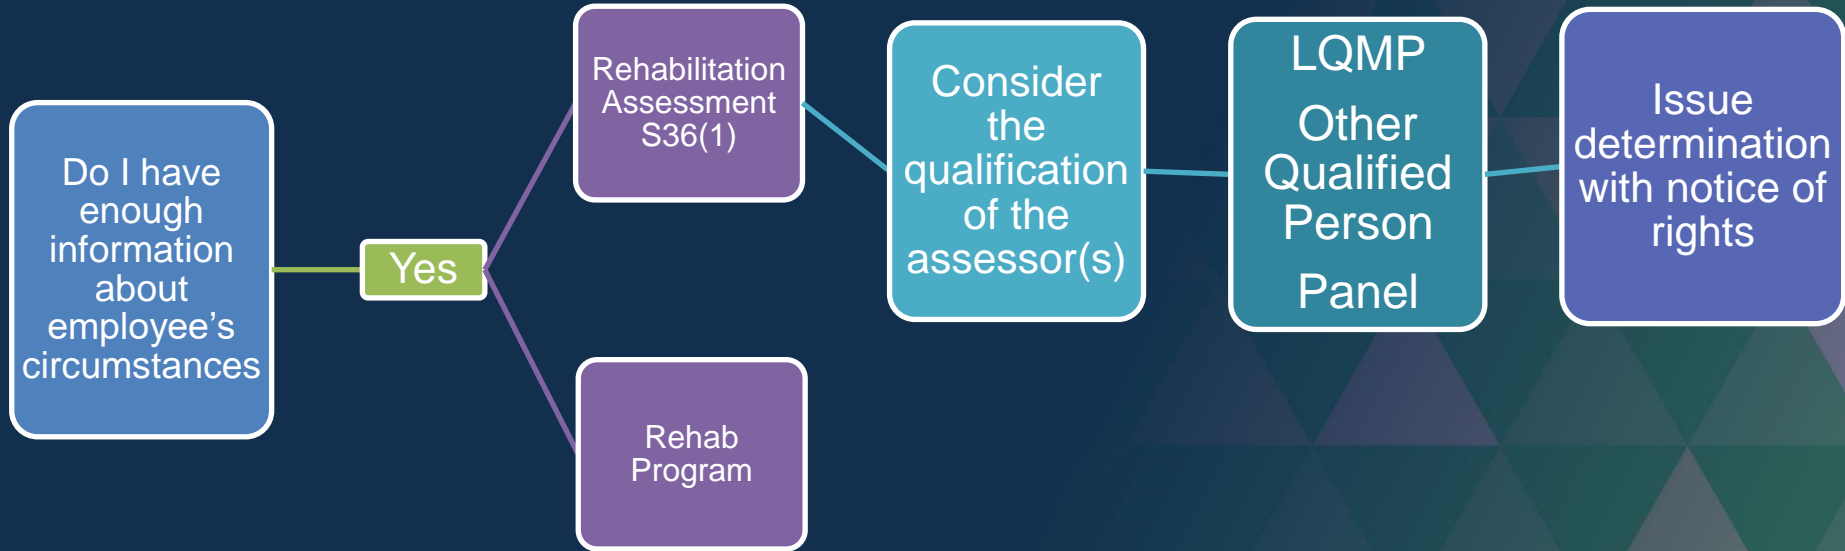 Do I have
enough
information
about
employee’s
circumstances
Yes
Rehabilitation
Assessment
S36(1)
Rehab
Program
Consider
the
qualification
of the
assessor(s)
LQMP
Other
Qualified
Person
Panel
Issue
determination
with notice of
rights